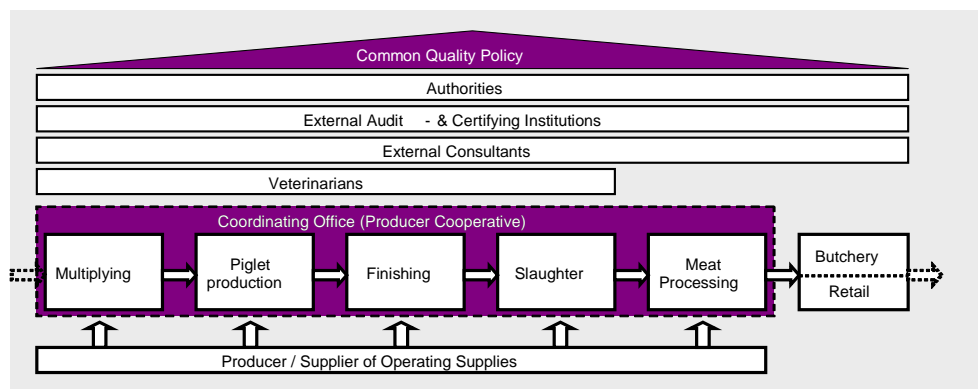 Common Quality Policy
Authorities
External Audit - & Certifying Institutions
External Consultants
Veterinarians
Coordinating Office (Producer Cooperative)
Multiplying
Piglet
production
Finishing
Slaughter
Meat
Processing
Butchery
Retail
Producer / Supplier of Operating Supplies